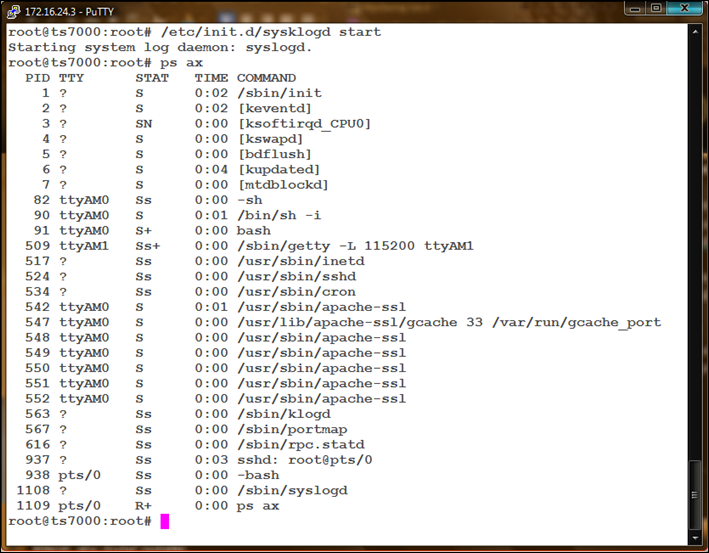 172.16.24.3 - PuTTY
root@ts7000:root# /etc/init.d/sysklogd start
Starting system log daemon: syslogd.
root@ts7000:root# ps ax
  PID TTY      STAT   TIME COMMAND
    1 ?        S      0:02 /sbin/init
    2 ?        S      0:02 [keventd]
    3 ?        SN     0:00 [ksoftirqd_CPU0]
    4 ?        S      0:00 [kswapd]
    5 ?        S      0:00 [bdflush]
    6 ?        S      0:04 [kupdated]
    7 ?        S      0:00 [mtdblockd]
   82 ttyAM0   Ss     0:00 -sh
   90 ttyAM0   S      0:01 /bin/sh -i
   91 ttyAM0   S+     0:00 bash
  509 ttyAM1   Ss+    0:00 /sbin/getty -L 115200 ttyAM1
  517 ?        Ss     0:00 /usr/sbin/inetd
  524 ?        Ss     0:00 /usr/sbin/sshd
  534 ?        Ss     0:00 /usr/sbin/cron
  542 ttyAM0   S      0:01 /usr/sbin/apache-ssl
  547 ttyAM0   S      0:00 /usr/lib/apache-ssl/gcache 33 /var/run/gcache_port
  548 ttyAM0   S      0:00 /usr/sbin/apache-ssl
  549 ttyAM0   S      0:00 /usr/sbin/apache-ssl
  550 ttyAM0   S      0:00 /usr/sbin/apache-ssl
  551 ttyAM0   S      0:00 /usr/sbin/apache-ssl
  552 ttyAM0   S      0:00 /usr/sbin/apache-ssl
  563 ?        Ss     0:00 /sbin/klogd
  567 ?        Ss     0:00 /sbin/portmap
  616 ?        Ss     0:00 /sbin/rpc.statd
  937 ?        Ss     0:03 sshd: root@pts/0
  938 pts/0    Ss     0:00 -bash
 1108 ?        Ss     0:00 /sbin/syslogd
 1109 pts/0    R+     0:00 ps ax
root@ts7000:root#